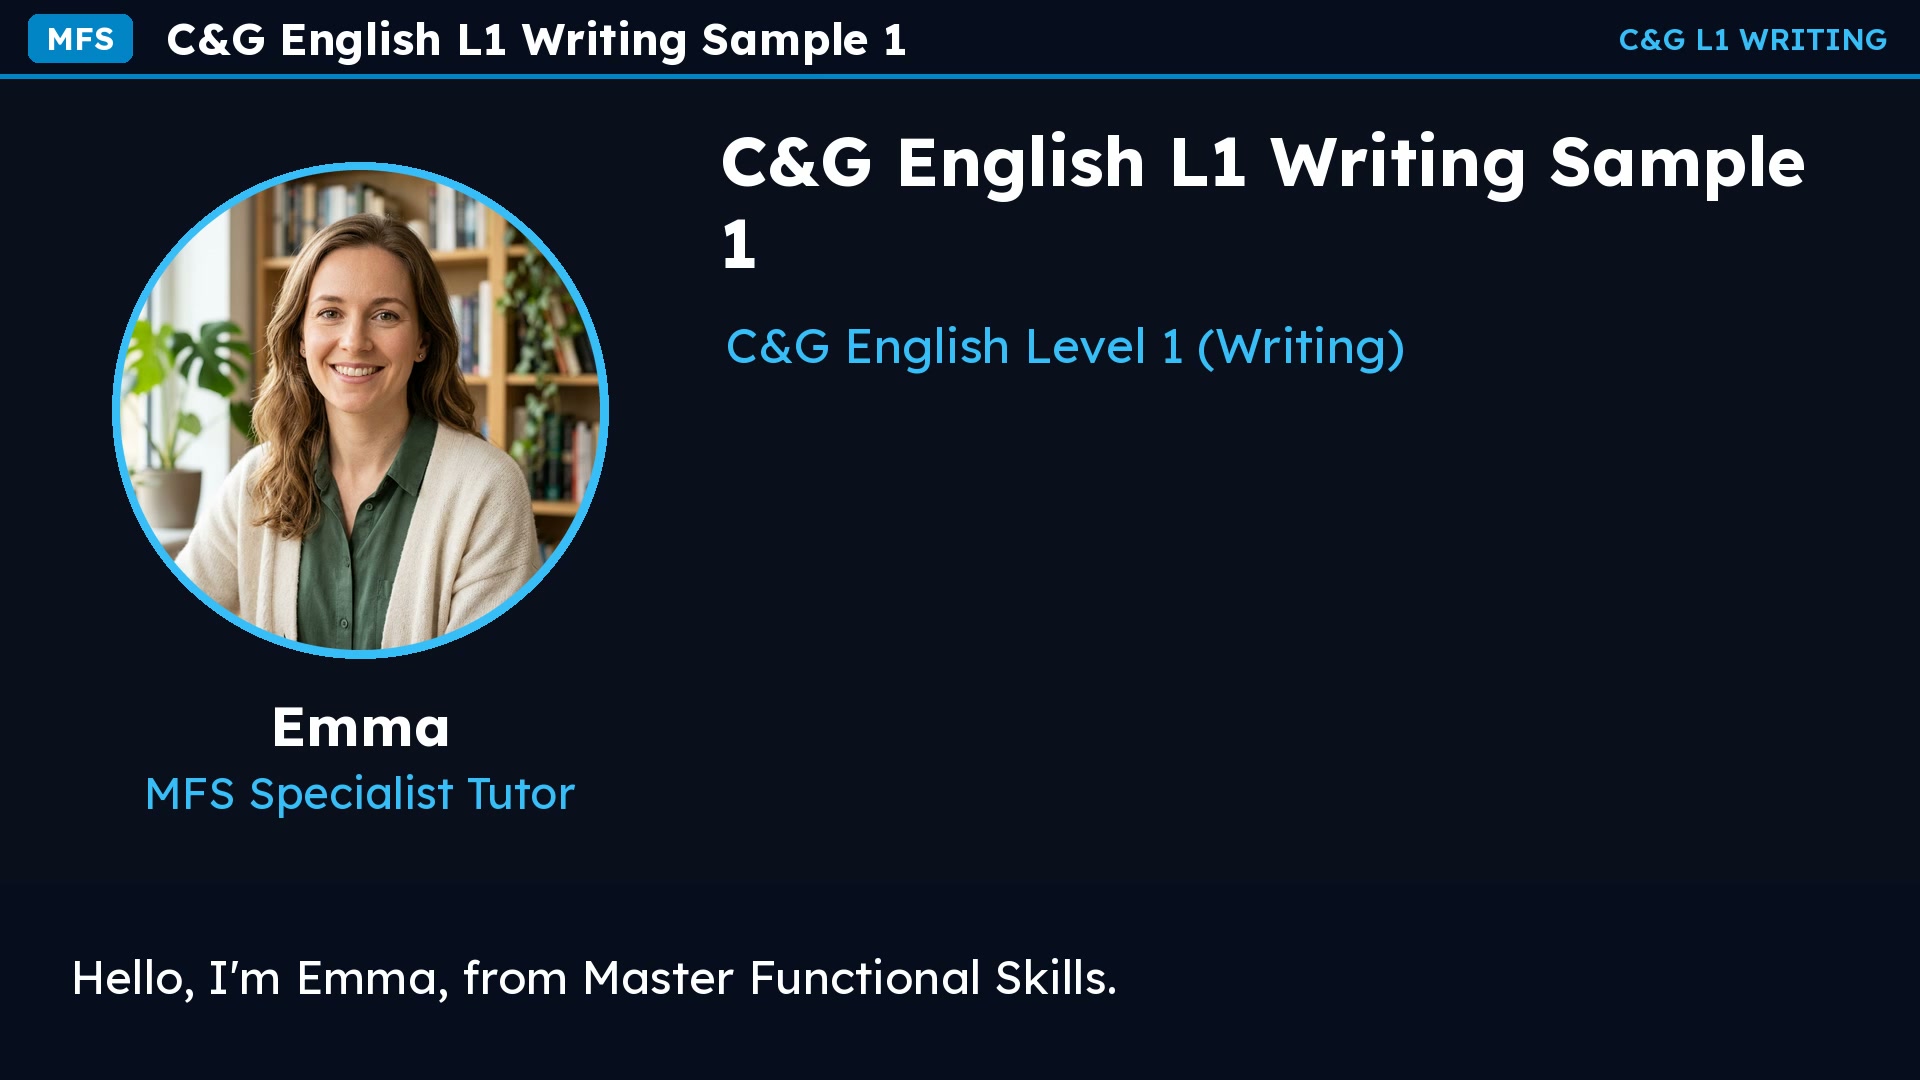 MFS
C&G English L1 Writing Sample 1
C&G L1 WRITING
C&G English L1 Writing Sample
1
C&G English Level 1 (Writing)
Emma
MFS Specialist Tutor
Hello, I'm Emma, from Master Functional Skills.